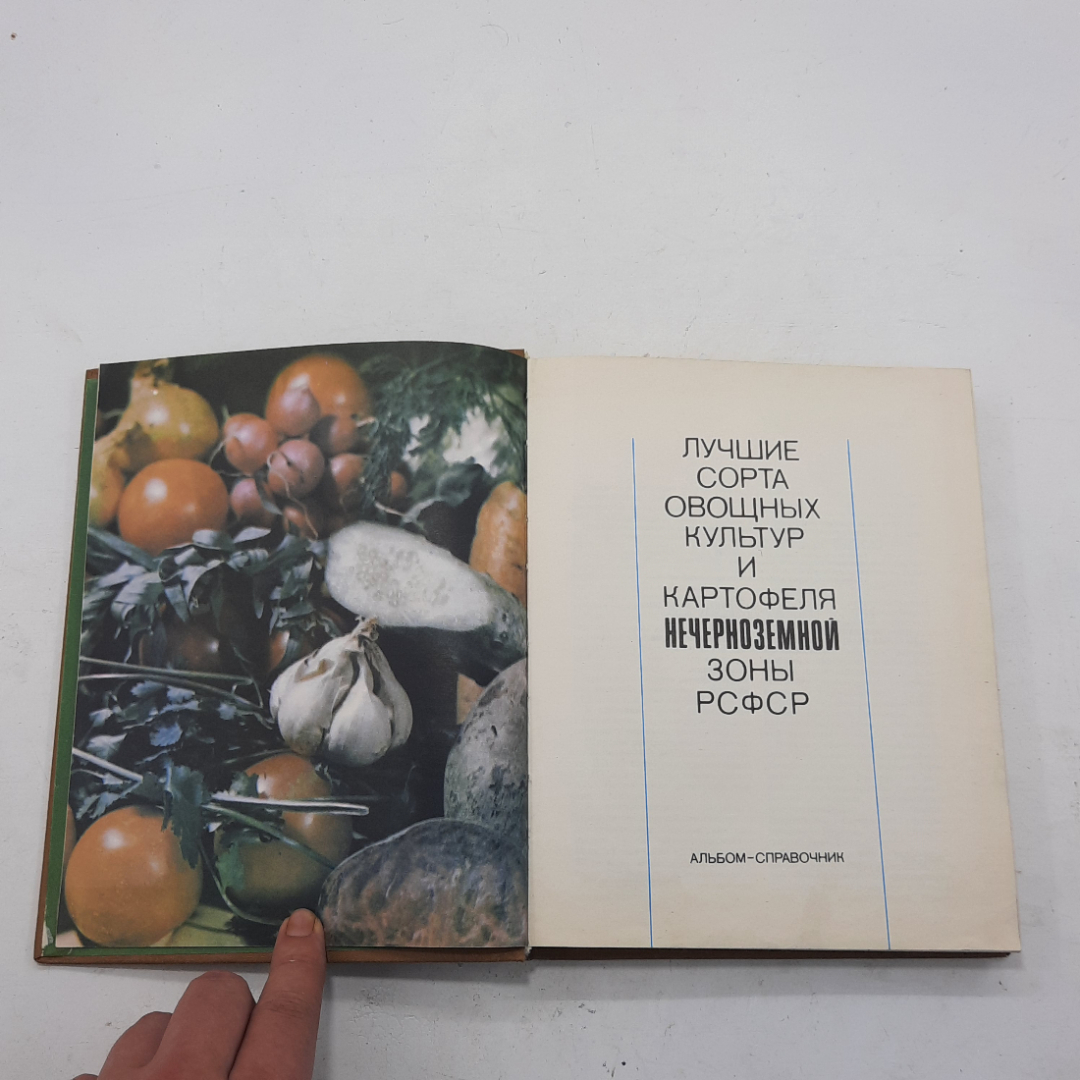 ЛУЧШИЕ
СОРТА
ОВОЩНЫХ
КУЛЬТУР
И
КАРТОФЕЛЯ
НЕЧЕРНОЗЕМНОЙ
ЗОНЫ
РСФСР
АЛЬБОМ-СПРАВОЧНИК